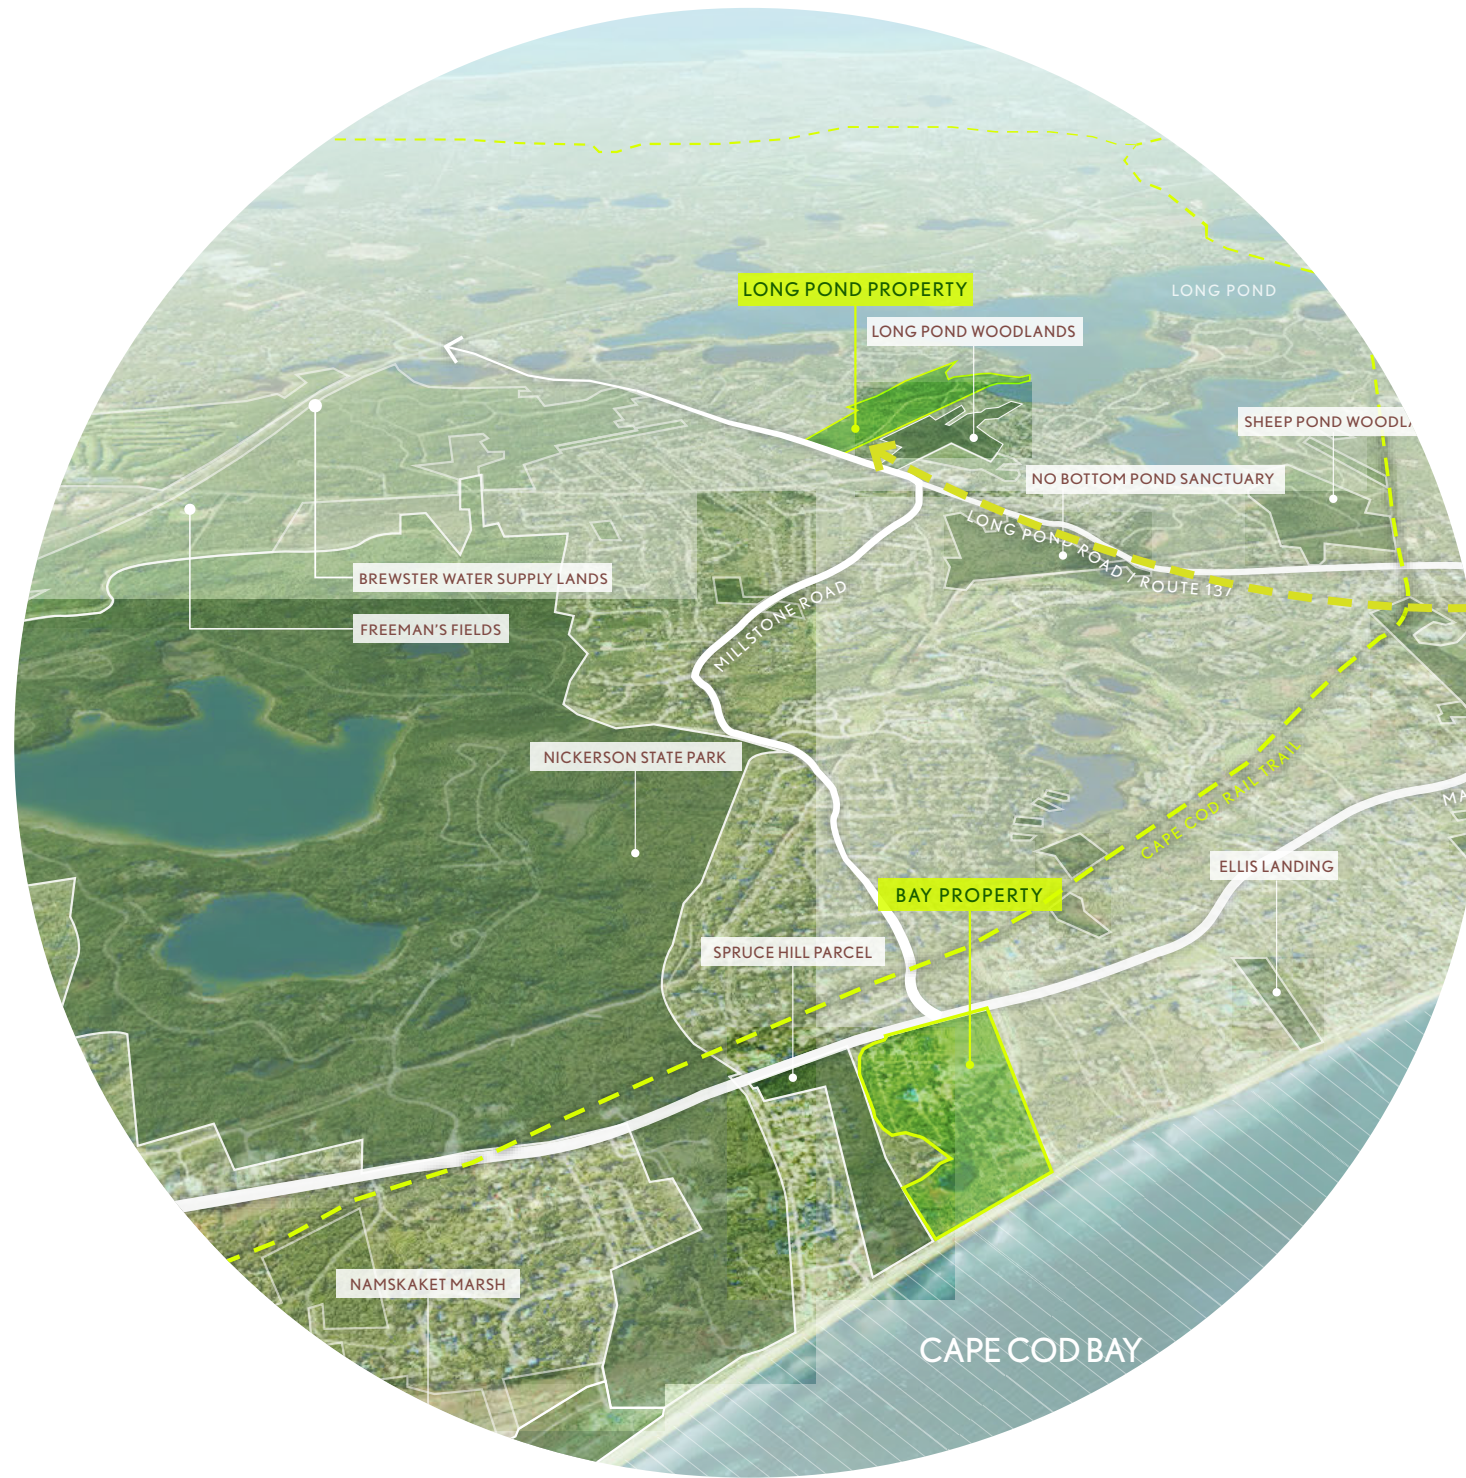 LONG POND PROPERTY
LONG POND
LONG POND WOODLANDS
SHEEP POND
NO BOTTOM POND SANCTUARY
LONG POND ROAD / ROUTE 137
BREWSTER WATER SUPPLY LANDS
MILLSTONE ROAD
FREEMAN'S FIELDS
NICKERSON STATE PARK
CAPE COD RAIL TRAIL
ELLIS LANDING
BAY PROPERTY
SPRUCE HILL PARCEL
NAMSKAKET MARSH
CAPE COD BAY